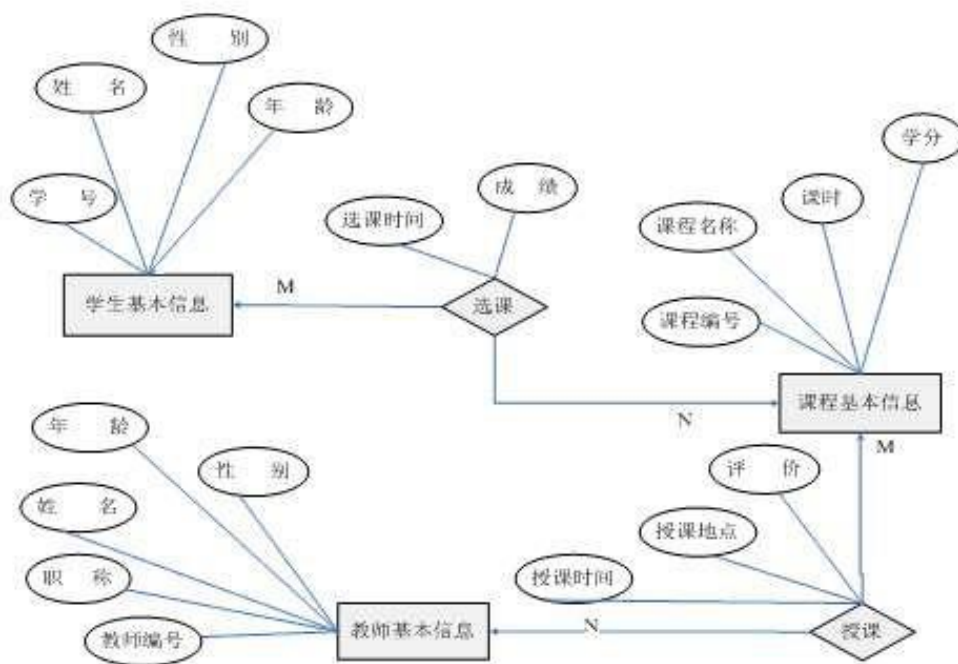 性 别
姓 名
年 龄
学 号
学生基本信息
M
选课时间
成 绩
选课
N
学分
课时
课程名称
课程编号
课程基本信息
M
年 龄
性 别
姓 名
职 称
教师编号
教师基本信息
N
评 价
授课地点
授课时间
授课